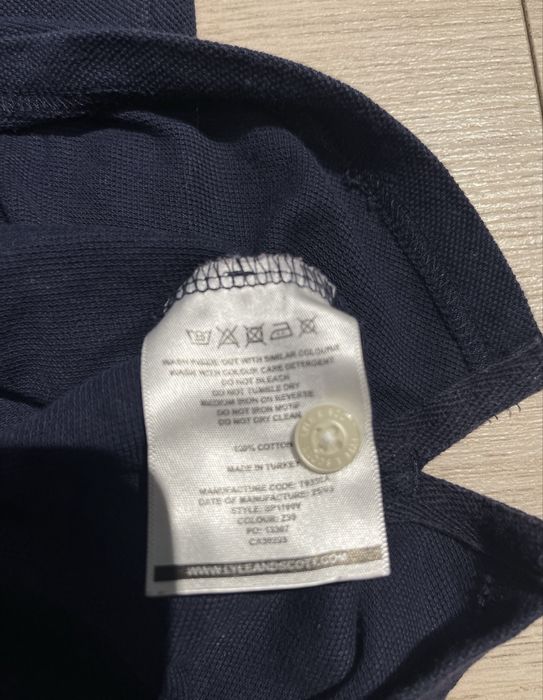 WASH INSIDE OUT WITH SIMILAR COLOURS
WASH WITH COLOUR CARE DETERGENT
DO NOT BLEACH
DO NOT TUMBLE DRY
MEDIUM IRON ON REVERSE
DO NOT IRON MOTIF
DO NOT DRY CLEAN
100% COTTON
MADE IN TURKEY
MANUFACTURE CODE:
DATE OF MANUFACTURE:
STYLE: SP1100V
COLOUR: Z99
PO:
WWW.LYLEANDSCOTT.COM